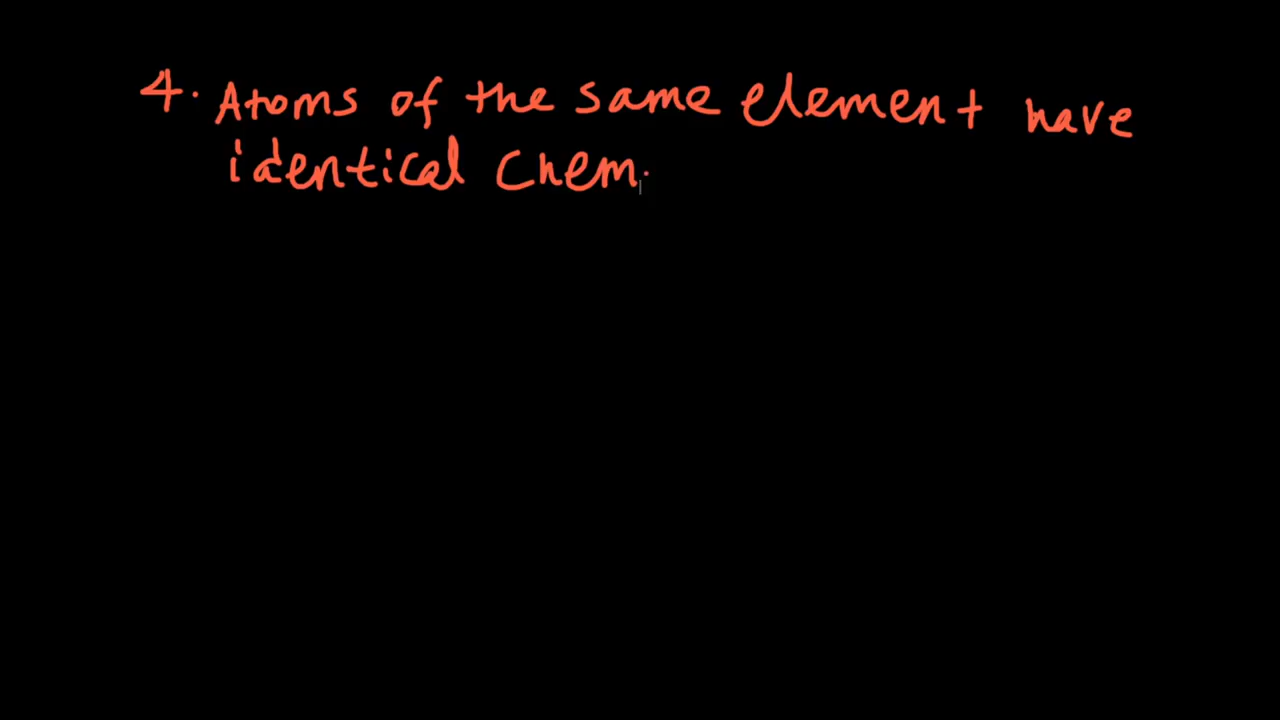 4. Atoms of the same element have
identical Chem.